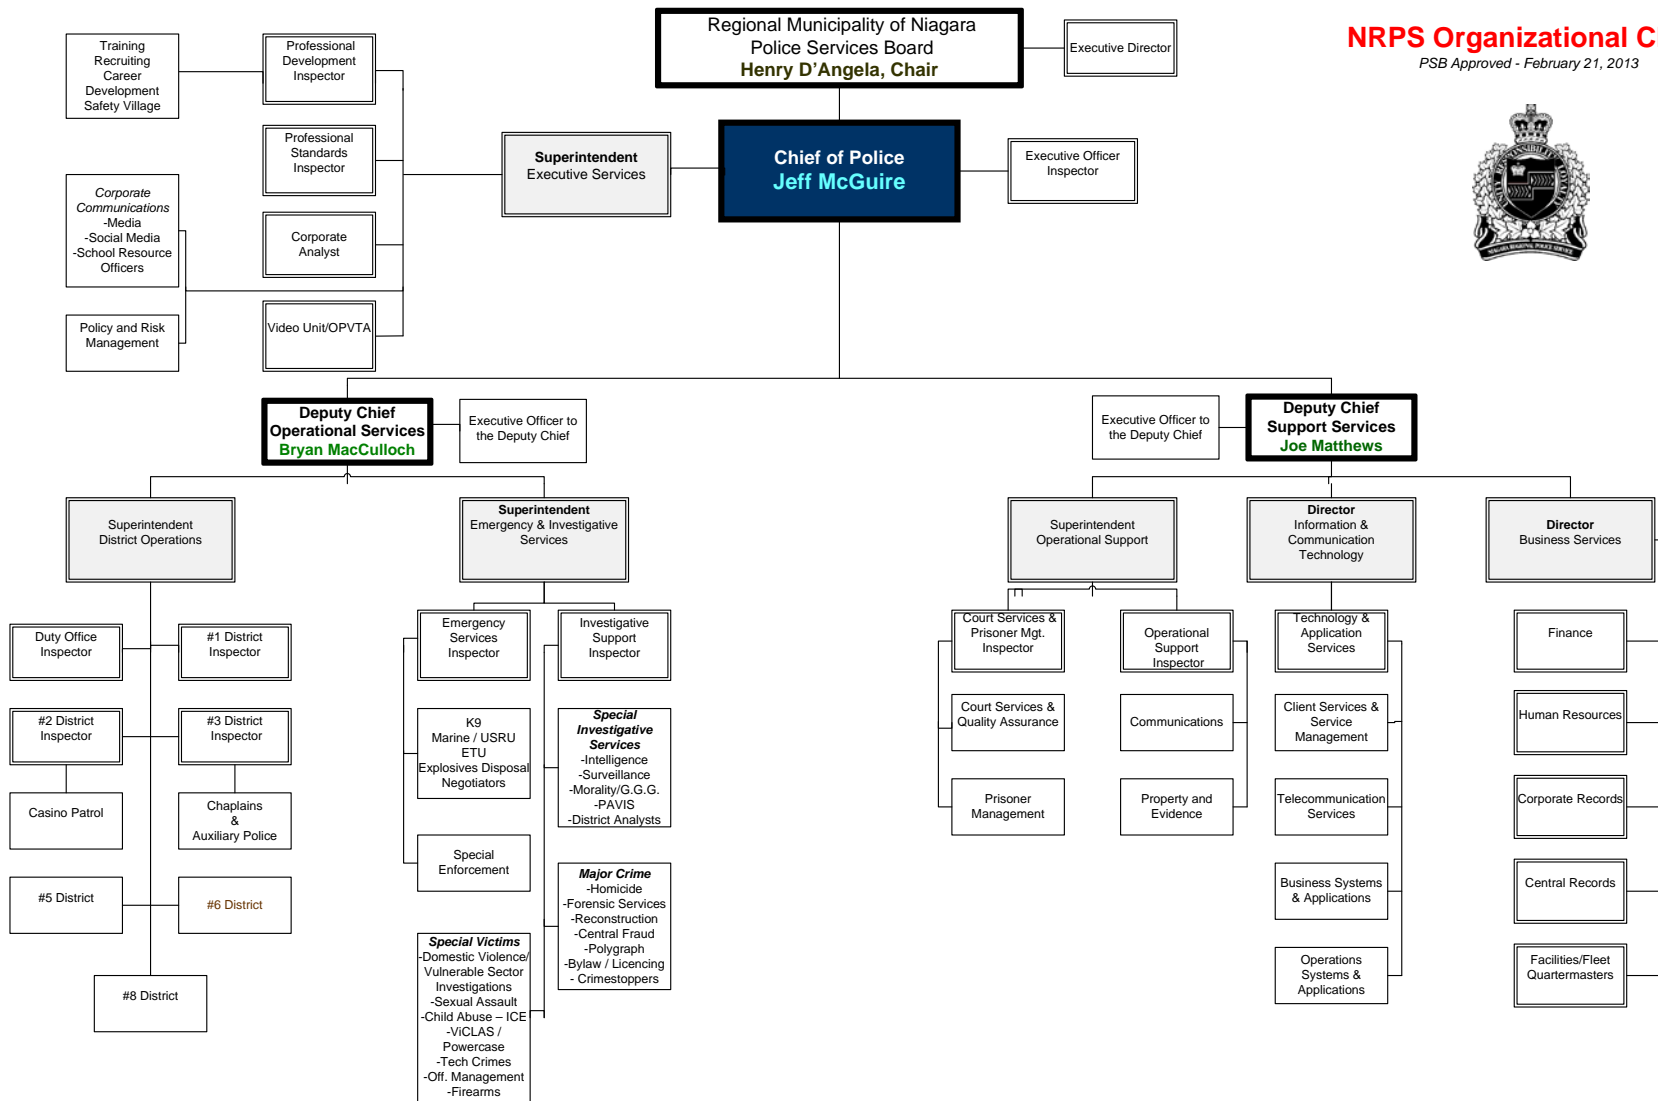 Regional Municipality of Niagara
Police Services Board
Henry D'Angela, Chair
Executive Director
NRPS Organizational C
PSB Approved - February 21, 2013
Training
Recruiting
Career
Development
Safety Village
Professional
Development
Inspector
Professional
Standards
Inspector
Superintendent
Executive Services
Chief of Police
Jeff McGuire
Executive Officer
Inspector
Corporate
Communications
-Media
-Social Media
-School Resource
Officers
Corporate
Analyst
Policy and Risk
Management
Video Unit/OPVTA
NIAGARA REGIONAL POLICE SERVICE
Deputy Chief
Operational Services
Bryan MacCulloch
Executive Officer to
the Deputy Chief
Executive Officer to
the Deputy Chief
Deputy Chief
Support Services
Joe Matthews
Superintendent
District Operations
Superintendent
Emergency & Investigative
Services
Superintendent
Operational Support
Director
Information &
Communication
Technology
Director
Business Services
Duty Office
Inspector
#1 District
Inspector
#2 District
Inspector
#3 District
Inspector
Casino Patrol
Chaplains
&
Auxiliary Police
#5 District
#6 District
#8 District
Emergency
Services
Inspector
Investigative
Support
Inspector
K9
Marine / USRU
ETU
Explosives Disposal
Negotiators
Special
Enforcement
Special
Investigative
Services
-Intelligence
-Surveillance
-Morality/G.G.G.
-PAVIS
-District Analysts
Major Crime
-Homicide
-Forensic Services
-Reconstruction
-Central Fraud
-Polygraph
-Bylaw / Licencing
- Crimestoppers
Special Victims
-Domestic Violence/
Vulnerable Sector
Investigations
-Sexual Assault
-Child Abuse – ICE
-ViCLAS /
Powercase
-Tech Crimes
-Off. Management
-Firearms
Court Services &
Prisoner Mgt.
Inspector
Operational
Support
Inspector
Court Services &
Quality Assurance
Communications
Prisoner
Management
Property and
Evidence
Technology &
Application
Services
Client Services &
Service
Management
Telecommunication
Services
Business Systems
& Applications
Operations
Systems &
Applications
Finance
Human Resources
Corporate Records
Central Records
Facilities/Fleet
Quartermasters